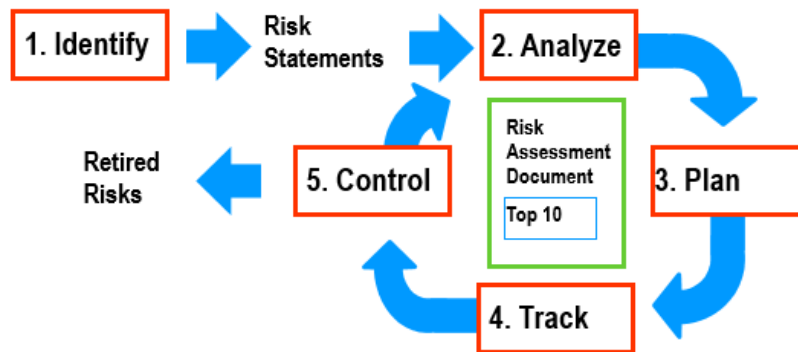 1. Identify
Risk
Statements
2. Analyze
Risk
Assessment
Document
Top 10
3. Plan
4. Track
5. Control
Retired
Risks